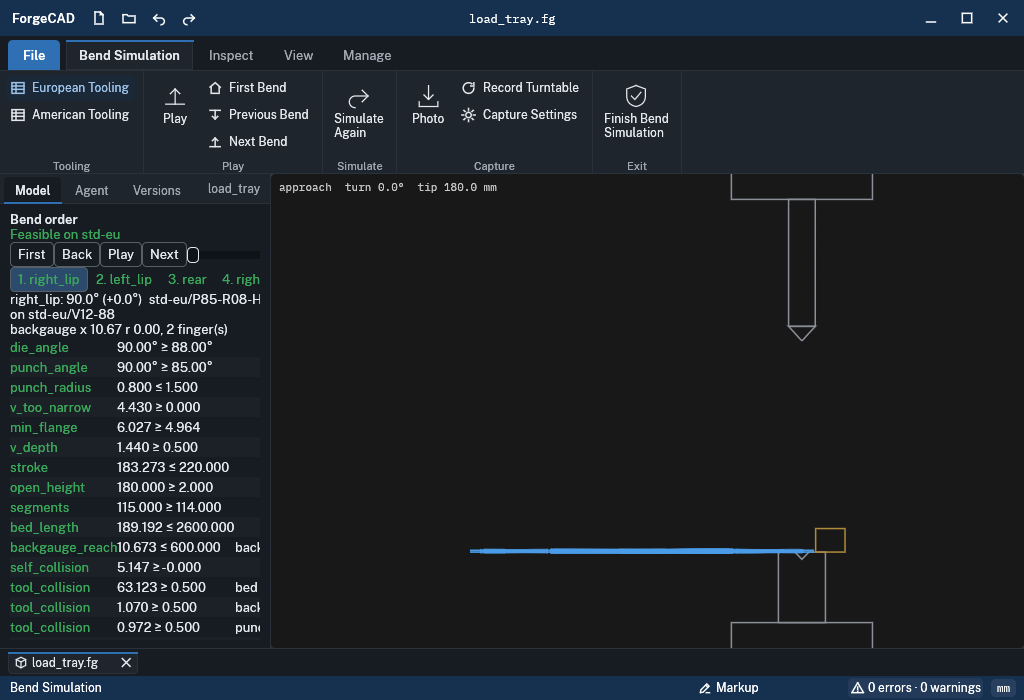 ForgeCAD
load_tray.fg
File
Bend Simulation
Inspect
View
Manage
European Tooling
American Tooling
Tooling
Play
First Bend
Previous Bend
Next Bend
Play
Simulate
Again
Simulate
Photo
Record Turntable
Capture Settings
Capture
Finish Bend
Simulation
Exit
Model
Agent
Versions
load_tray
approach turn 0.0° tip 180.0 mm
Bend order
Feasible on std-eu
First Back Play Next
1. right_lip 2. left_lip 3. rear 4. righ
right_lip: 90.0° (+0.0°) std-eu/P85-R08-H
on std-eu/V12-88
backgauge x 10.67 r 0.00, 2 finger(s)
die_angle 90.00° ≥ 88.00°
punch_angle 90.00° ≥ 85.00°
punch_radius 0.800 ≤ 1.500
v_too_narrow 4.430 ≥ 0.000
min_flange 6.027 ≥ 4.964
v_depth 1.440 ≥ 0.500
stroke 183.273 ≤ 220.000
open_height 180.000 ≥ 2.000
segments 115.000 ≥ 114.000
bed_length 189.192 ≤ 2600.000
backgauge_reach 10.673 ≤ 600.000 back
self_collision 5.147 ≥ -0.000
tool_collision 63.123 ≥ 0.500 bed
tool_collision 1.070 ≥ 0.500 back
tool_collision 0.972 ≥ 0.500 pun
load_tray.fg
Bend Simulation
Markup
0 errors · 0 warnings
mm